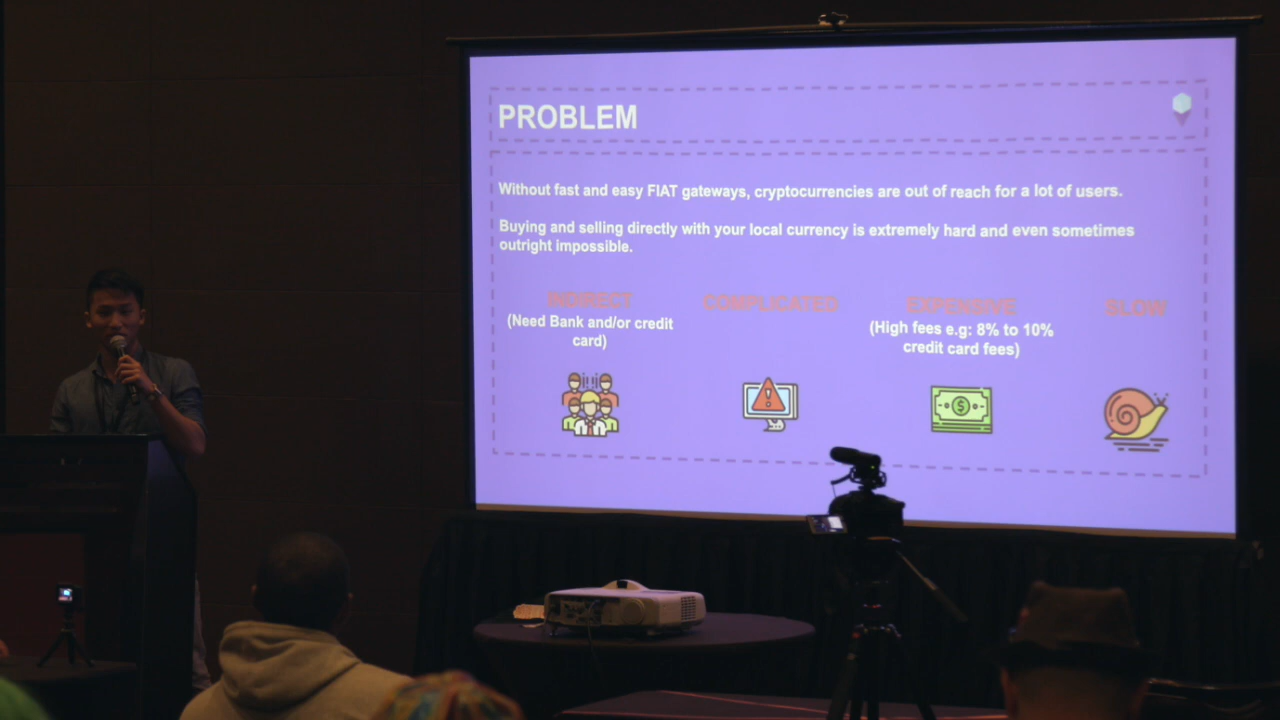 PROBLEM
Without fast and easy FIAT gateways, cryptocurrencies are out of reach for a lot of users.
Buying and selling directly with your local currency is extremely hard and even sometimes
outright impossible.
INDIRECT
(Need Bank and/or credit
card)
COMPLICATED
EXPENSIVE
(High fees e.g: 8% to 10%
credit card fees)
SLOW